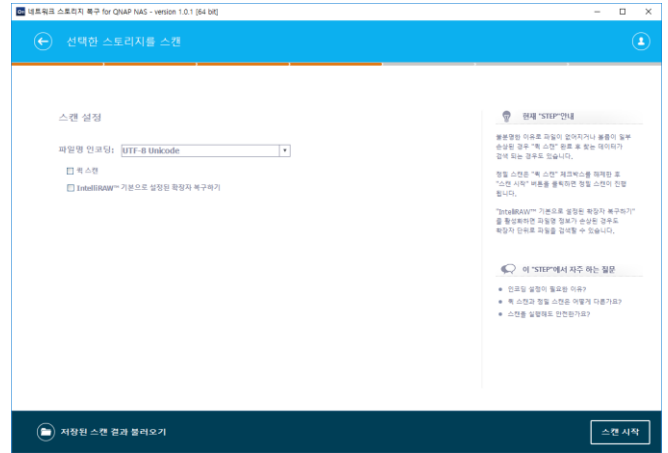 네트워크 스토리지 복구 for QNAP NAS - version 1.0.1 [64 bit]
선택한 스토리지를 스캔
스캔 설정
파일명 인코딩: UTF-8 Unicode
퀵 스캔
IntelliRAW™ 기본으로 설정된 확장자 복구하기
현재 "STEP"안내
불분명한 이유로 파일이 없어지거나 볼륨이 일부
손상된 경우 "퀵 스캔" 완료 후 찾는 데이터가
검색 되는 경우도 있습니다.
정밀 스캔은 "퀵 스캔" 체크박스를 해제한 후
"스캔 시작" 버튼을 클릭하면 정밀 스캔이 진행
됩니다.
"IntelliRAW™ 기본으로 설정된 확장자 복구하기"
를 활성화하면 파일명 정보가 손상된 경우도
확장자 단위로 파일을 검색할 수 있습니다.
이 "STEP"에서 자주 하는 질문
인코딩 설정이 필요한 이유?
퀵 스캔과 정밀 스캔은 어떻게 다른가요?
스캔을 실행해도 안전한가요?
저장된 스캔 결과 불러오기
스캔 시작